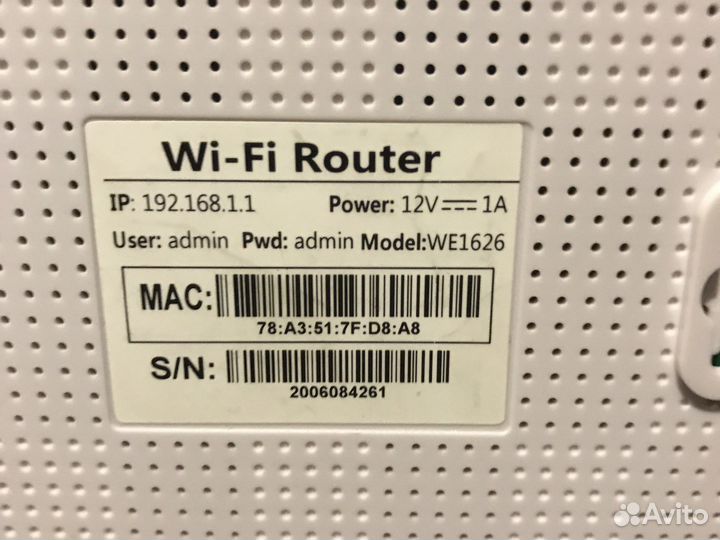 Wi-Fi Router
IP: 192.168.1.1 Power: 12V⎓1A
User: admin Pwd: admin Model:WE1626
MAC:
78:A3:51:7F:D8:A8
S/N:
2006084261
Avito